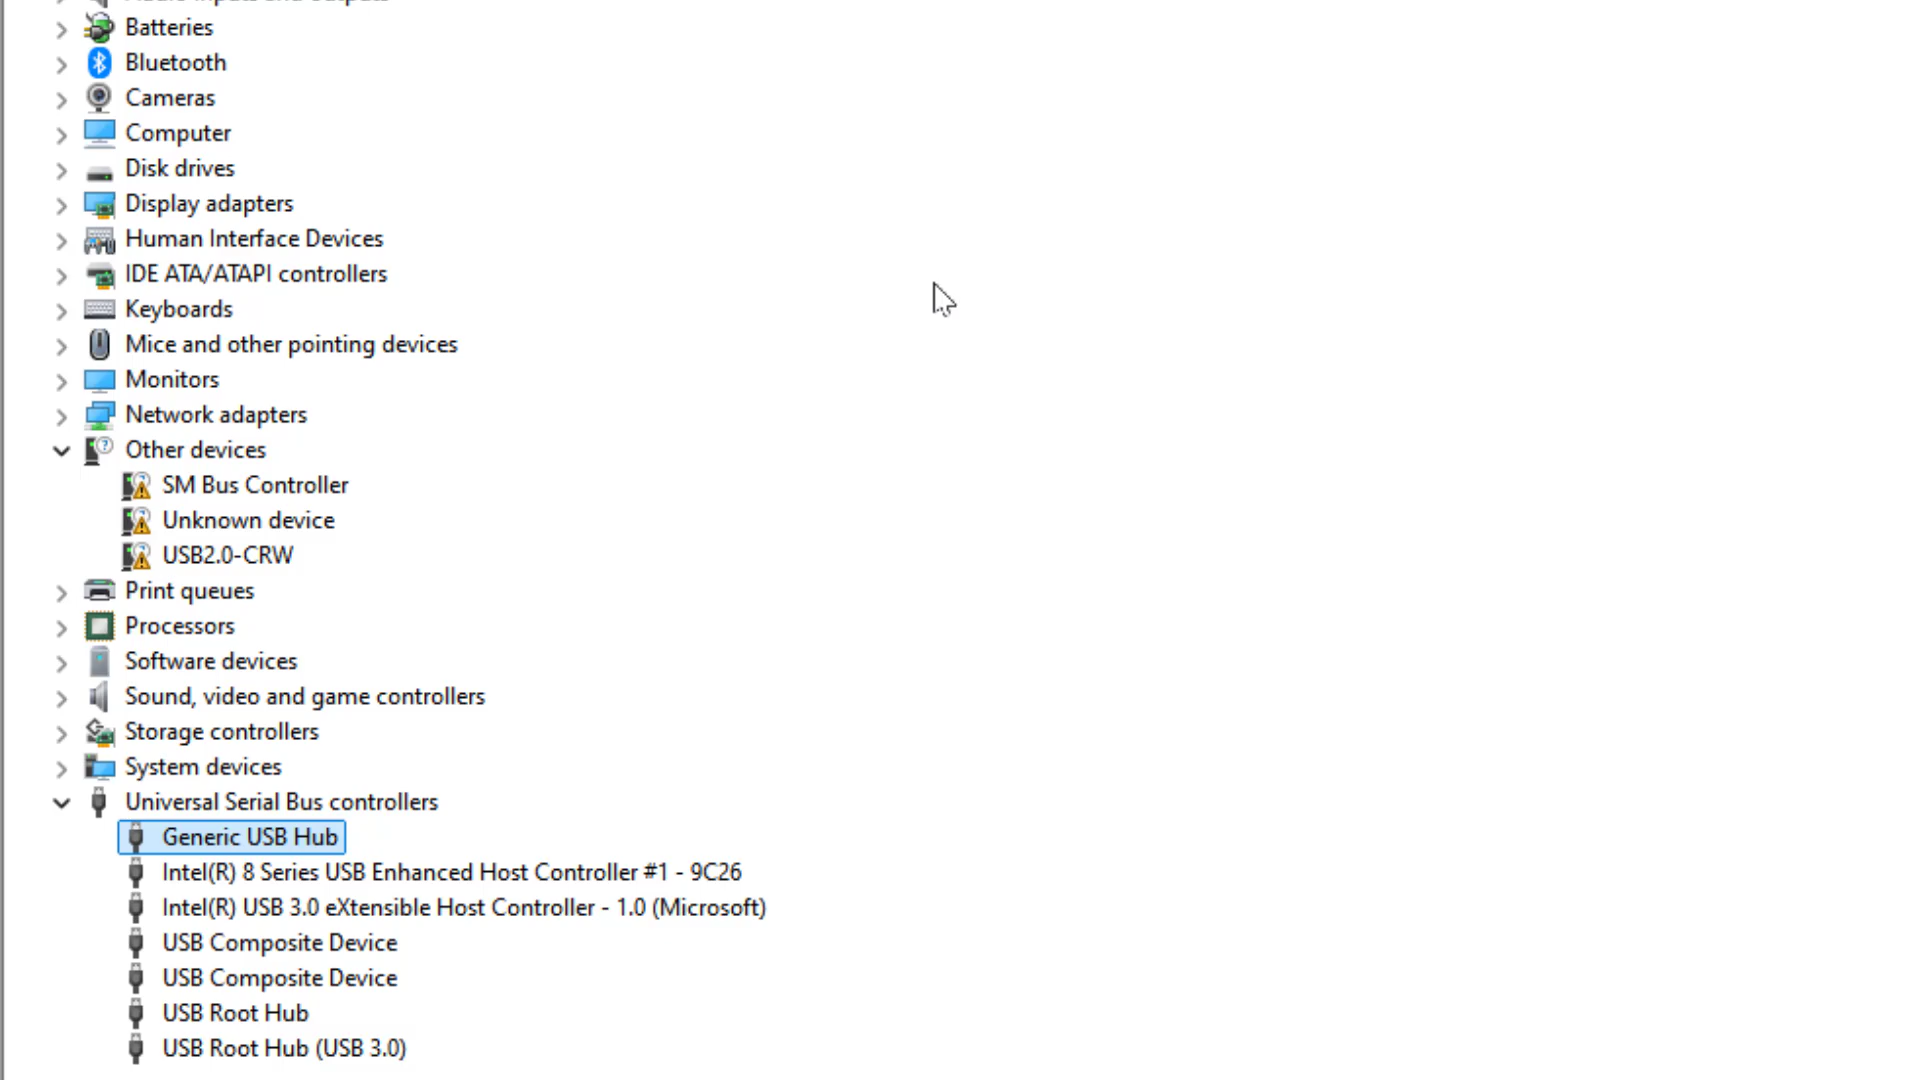 Batteries
Bluetooth
Cameras
Computer
Disk drives
Display adapters
Human Interface Devices
IDE ATA/ATAPI controllers
Keyboards
Mice and other pointing devices
Monitors
Network adapters
Other devices
SM Bus Controller
Unknown device
USB2.0-CRW
Print queues
Processors
Software devices
Sound, video and game controllers
Storage controllers
System devices
Universal Serial Bus controllers
Generic USB Hub
Intel(R) 8 Series USB Enhanced Host Controller #1 - 9C26
Intel(R) USB 3.0 eXtensible Host Controller - 1.0 (Microsoft)
USB Composite Device
USB Composite Device
USB Root Hub
USB Root Hub (USB 3.0)